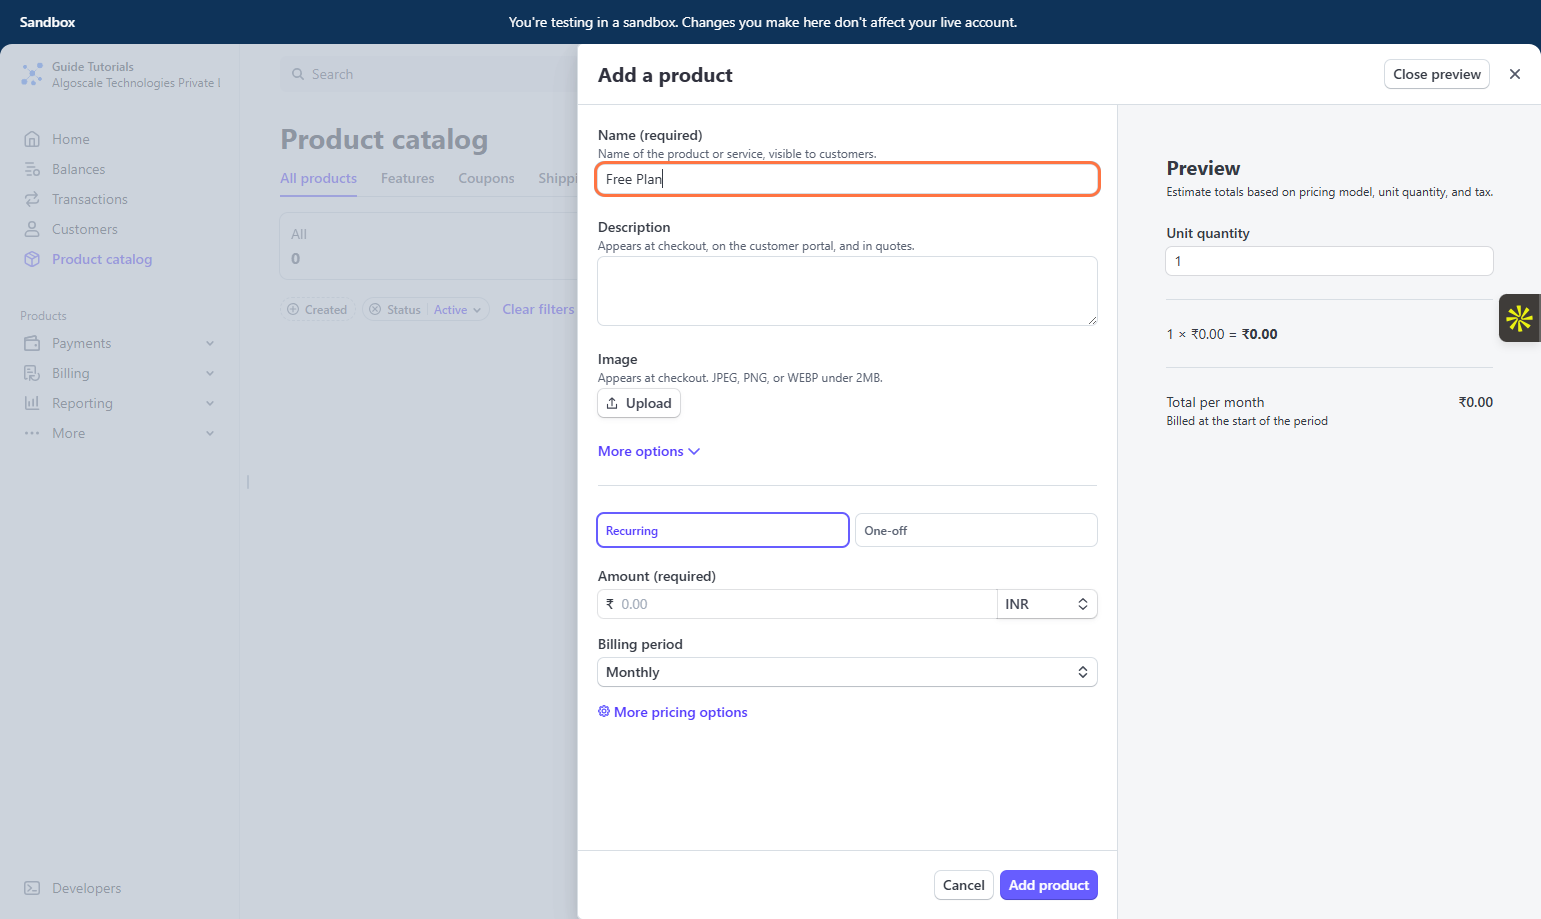 Sandbox
You're testing in a sandbox. Changes you make here don't affect your live account.
Guide Tutorials
Algoscale Technologies Private l
Home
Balances
Transactions
Customers
Product catalog
Products
Payments
Billing
Reporting
More
Developers
Search
Product catalog
All products
Features
Coupons
Shippi
All
0
Created
Status
Active
Clear filters
Add a product
Close preview
Name (required)
Name of the product or service, visible to customers.
Free Plan
Description
Appears at checkout, on the customer portal, and in quotes.
Image
Appears at checkout. JPEG, PNG, or WEBP under 2MB.
Upload
More options
Recurring
One-off
Amount (required)
₹ 0.00
INR
Billing period
Monthly
More pricing options
Cancel
Add product
Preview
Estimate totals based on pricing model, unit quantity, and tax.
Unit quantity
1
1 × ₹0.00 = ₹0.00
Total per month ₹0.00
Billed at the start of the period